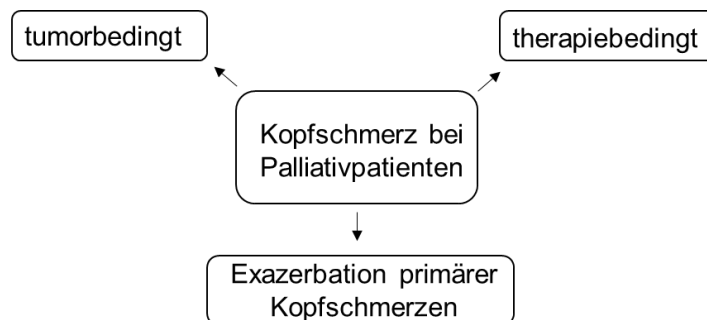 tumorbedingt
therapiebedingt
Kopfschmerz bei
Palliativpatienten
Exazerbation primärer
Kopfschmerzen